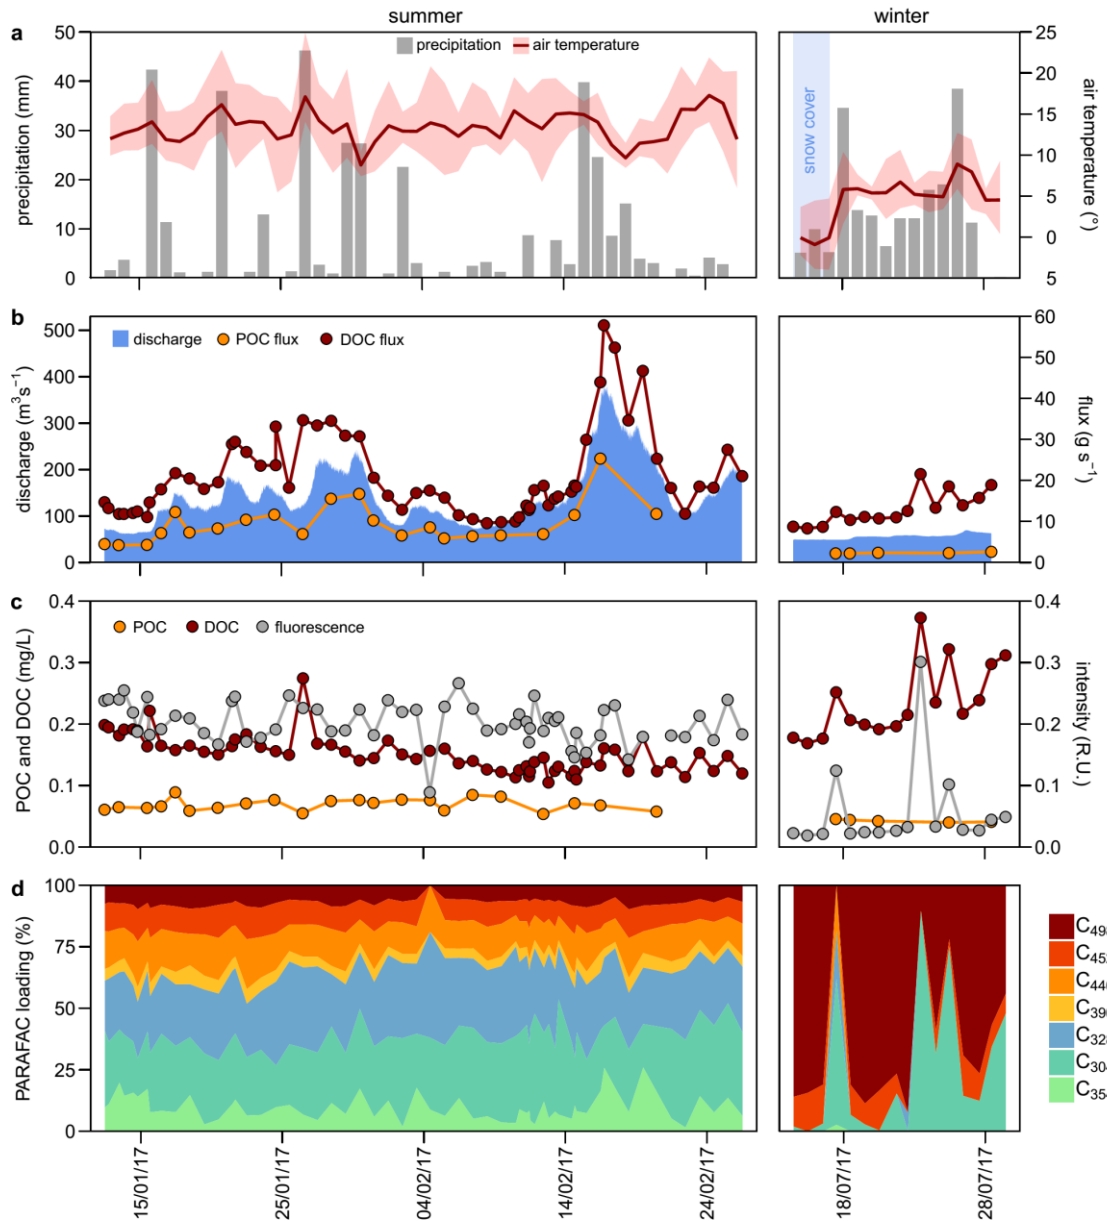 summer
winter
a
precipitation
air temperature
snow cover
precipitation (mm)
50
40
30
20
10
0
25
20
15
10
5
0
5
air temperature (°)
b
discharge
POC flux
DOC flux
discharge (m³s⁻¹)
500
400
300
200
100
0
60
50
40
30
20
10
0
flux (g s⁻¹)
c
POC
DOC
fluorescence
POC and DOC (mg/L)
0.4
0.3
0.2
0.1
0.0
0.4
0.3
0.2
0.1
0.0
intensity (R.U.)
d
PARAFAC loading (%)
100
75
50
25
0
15/01/17
25/01/17
04/02/17
14/02/17
24/02/17
18/07/17
28/07/17